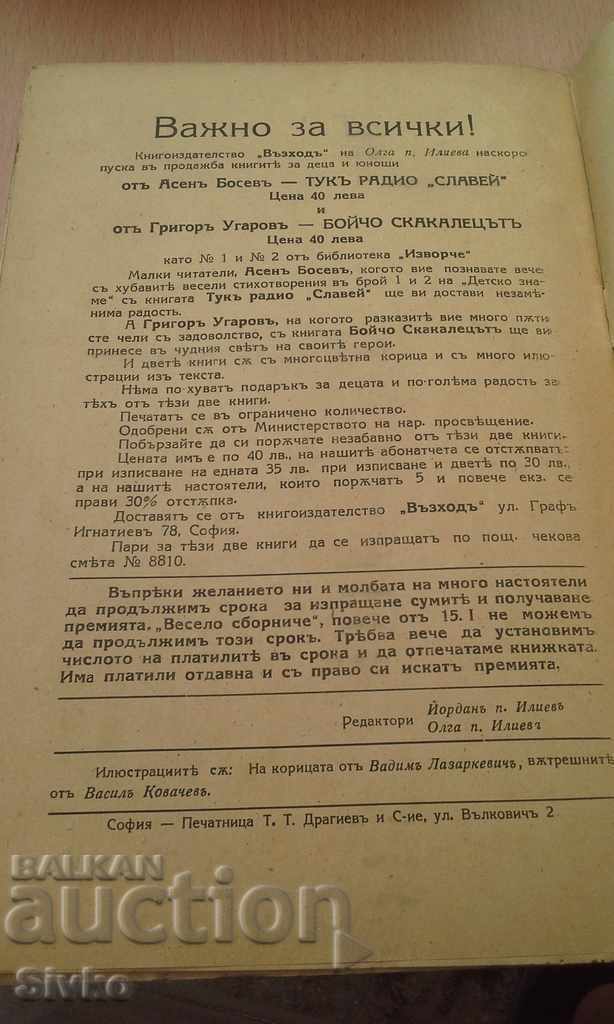 Важно за всички!
Книгоиздателство „Възходъ“ на Олга п. Илиева наскоро
пуска въ продажба книгитѣ за деца и юноши
отъ Асенъ Босевъ — ТУКЪ РАДИО „СЛАВЕЙ“
Цена 40 лева
и
отъ Григоръ Угаровъ — БОЙЧО СКАКАЛЕЦЪТЪ
Цена 40 лева
като № 1 и № 2 отъ библиотека „Изворче“
Малки читатели, Асенъ Босевъ, когото вие познавате вече
съ хубавитѣ весели стихотворения въ брой 1 и 2 на „Детско зна-
ме“ съ книгата Тукъ радио „Славей“ ще ви достави незамѣ-
нима радость.
А Григоръ Угаровъ, на когото разказитѣ вие много пѫти
сте чели съ задоволство, съ книгата Бойчо Скакалецътъ ще ви
принесе въ чудния свѣтъ на своитѣ герои.
И дветѣ книги сѫ съ многоцвѣтна корица и съ много илю-
страции изъ текста.
Нѣма по-хуватъ подаръкъ за децата и по-голѣма радость за
тѣхъ отъ тѣзи две книги.
Печататъ се въ ограничено количество.
Одобрени сѫ отъ Министерството на нар. просвѣщение.
Побързайте да си порѫчате незабавно отъ тѣзи две книги.
Цената имъ е по 40 лв., на нашитѣ абонатчета се отстѫпватъ:
при изписване на едната 35 лв. при изписване и дветѣ по 30 лв.,
а на нашитѣ настоятели, които порѫчатъ 5 и повече екз. се
прави 30% отстѫпка.
Доставятъ се отъ книгоиздателство „Възходъ“ ул. Графъ
Игнатиевъ 78, София.
Пари за тѣзи две книги да се изпращатъ по пощ. чекова
смѣта № 8810.
Въпрѣки желанието ни и молбата на много настоятели
да продължимъ срока за изпращане сумитѣ и получаване
премията „Весело сборниче“, повече отъ 15. I не можемъ
да продължимъ този срокъ. Трѣбва вече да установимъ
числото на платилитѣ въ срока и да отпечатаме книжката.
Има платили отдавна и съ право си искатъ премията.
Редактори Йорданъ п. Илиевъ
Олга п. Илиевъ
Илюстрациитѣ сѫ: На корицата отъ Вадимъ Лазаркевичъ, вѫтрешнитѣ
отъ Василъ Ковачевъ.
София — Печатница Т. Т. Драгиевъ и С-ие, ул. Вълковичъ 2
BALKAN
auction
Sivko